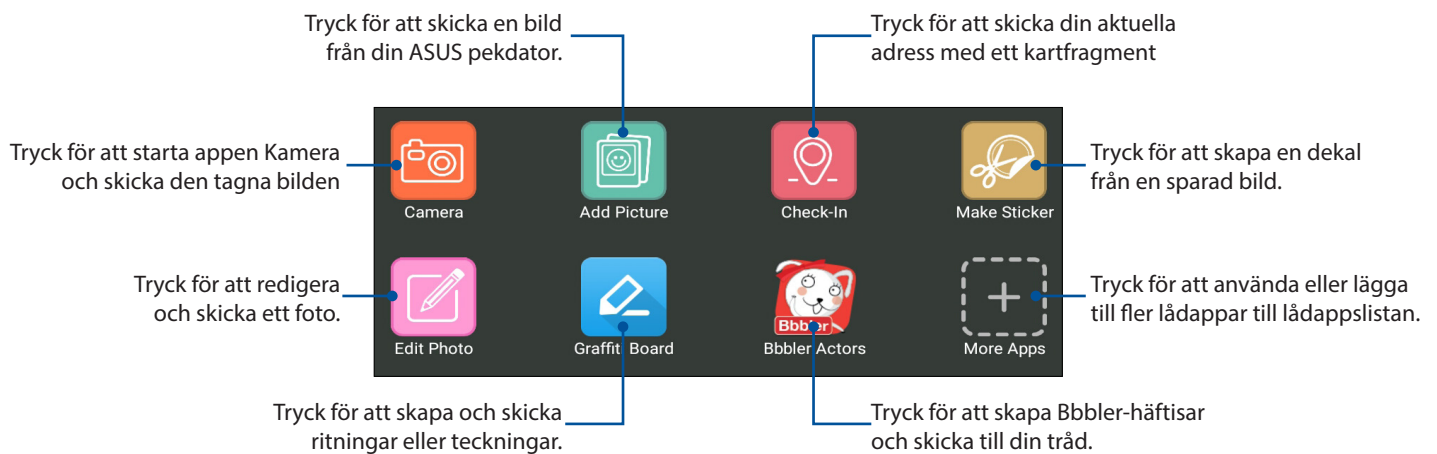 Tryck för att skicka en bild
från din ASUS pekdator.
Tryck för att skicka din aktuella
adress med ett kartfragment
Tryck för att starta appen Kamera
och skicka den tagna bilden
Tryck för att skapa en dekal
från en sparad bild.
Camera
Add Picture
Check-In
Make Sticker
Tryck för att redigera
och skicka ett foto.
Tryck för att använda eller lägga
till fler lådappar till lådappslistan.
Bbbler
Edit Photo
Graffiti Board
Bbbler Actors
More Apps
Tryck för att skapa och skicka
ritningar eller teckningar.
Tryck för att skapa Bbbler-häftisar
och skicka till din tråd.